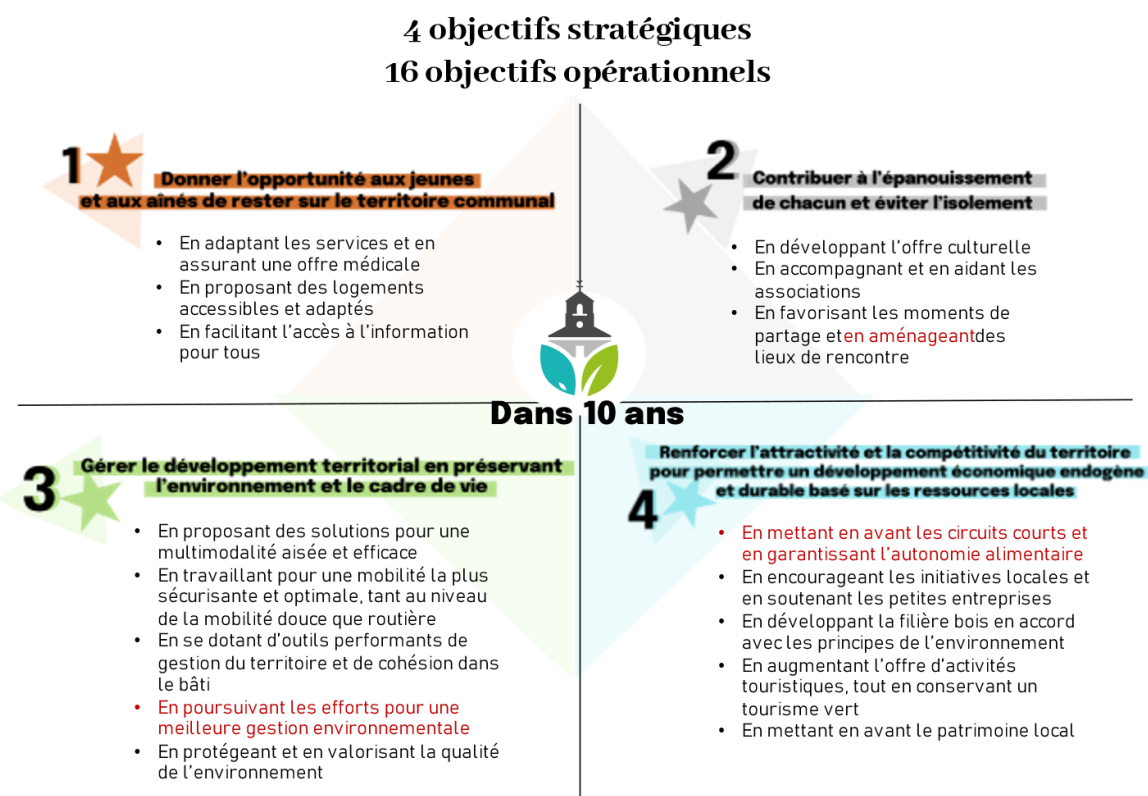 4 objectifs stratégiques
16 objectifs opérationnels
1
Donner l'opportunité aux jeunes
et aux aînés de rester sur le territoire communal
• En adaptant les services et en
assurant une offre médicale
• En proposant des logements
accessibles et adaptés
• En facilitant l'accès à l'information
pour tous
2
Contribuer à l'épanouissement
de chacun et éviter l'isolement
• En développant l'offre culturelle
• En accompagnant et en aidant les
associations
• En favorisant les moments de
partage et en aménageant des
lieux de rencontre
Dans 10 ans
3
Gérer le développement territorial en préservant
l'environnement et le cadre de vie
• En proposant des solutions pour une
multimodalité aisée et efficace
• En travaillant pour une mobilité la plus
sécurisante et optimale, tant au niveau
de la mobilité douce que routière
• En se dotant d'outils performants de
gestion du territoire et de cohésion dans
le bâti
• En poursuivant les efforts pour une
meilleure gestion environnementale
• En protégeant et en valorisant la qualité
de l'environnement
4
Renforcer l'attractivité et la compétitivité du territoire
pour permettre un développement économique endogène
et durable basé sur les ressources locales
• En mettant en avant les circuits courts et
en garantissant l'autonomie alimentaire
• En encourageant les initiatives locales et
en soutenant les petites entreprises
• En développant la filière bois en accord
avec les principes de l'environnement
• En augmentant l'offre d'activités
touristiques, tout en conservant un
tourisme vert
• En mettant en avant le patrimoine local